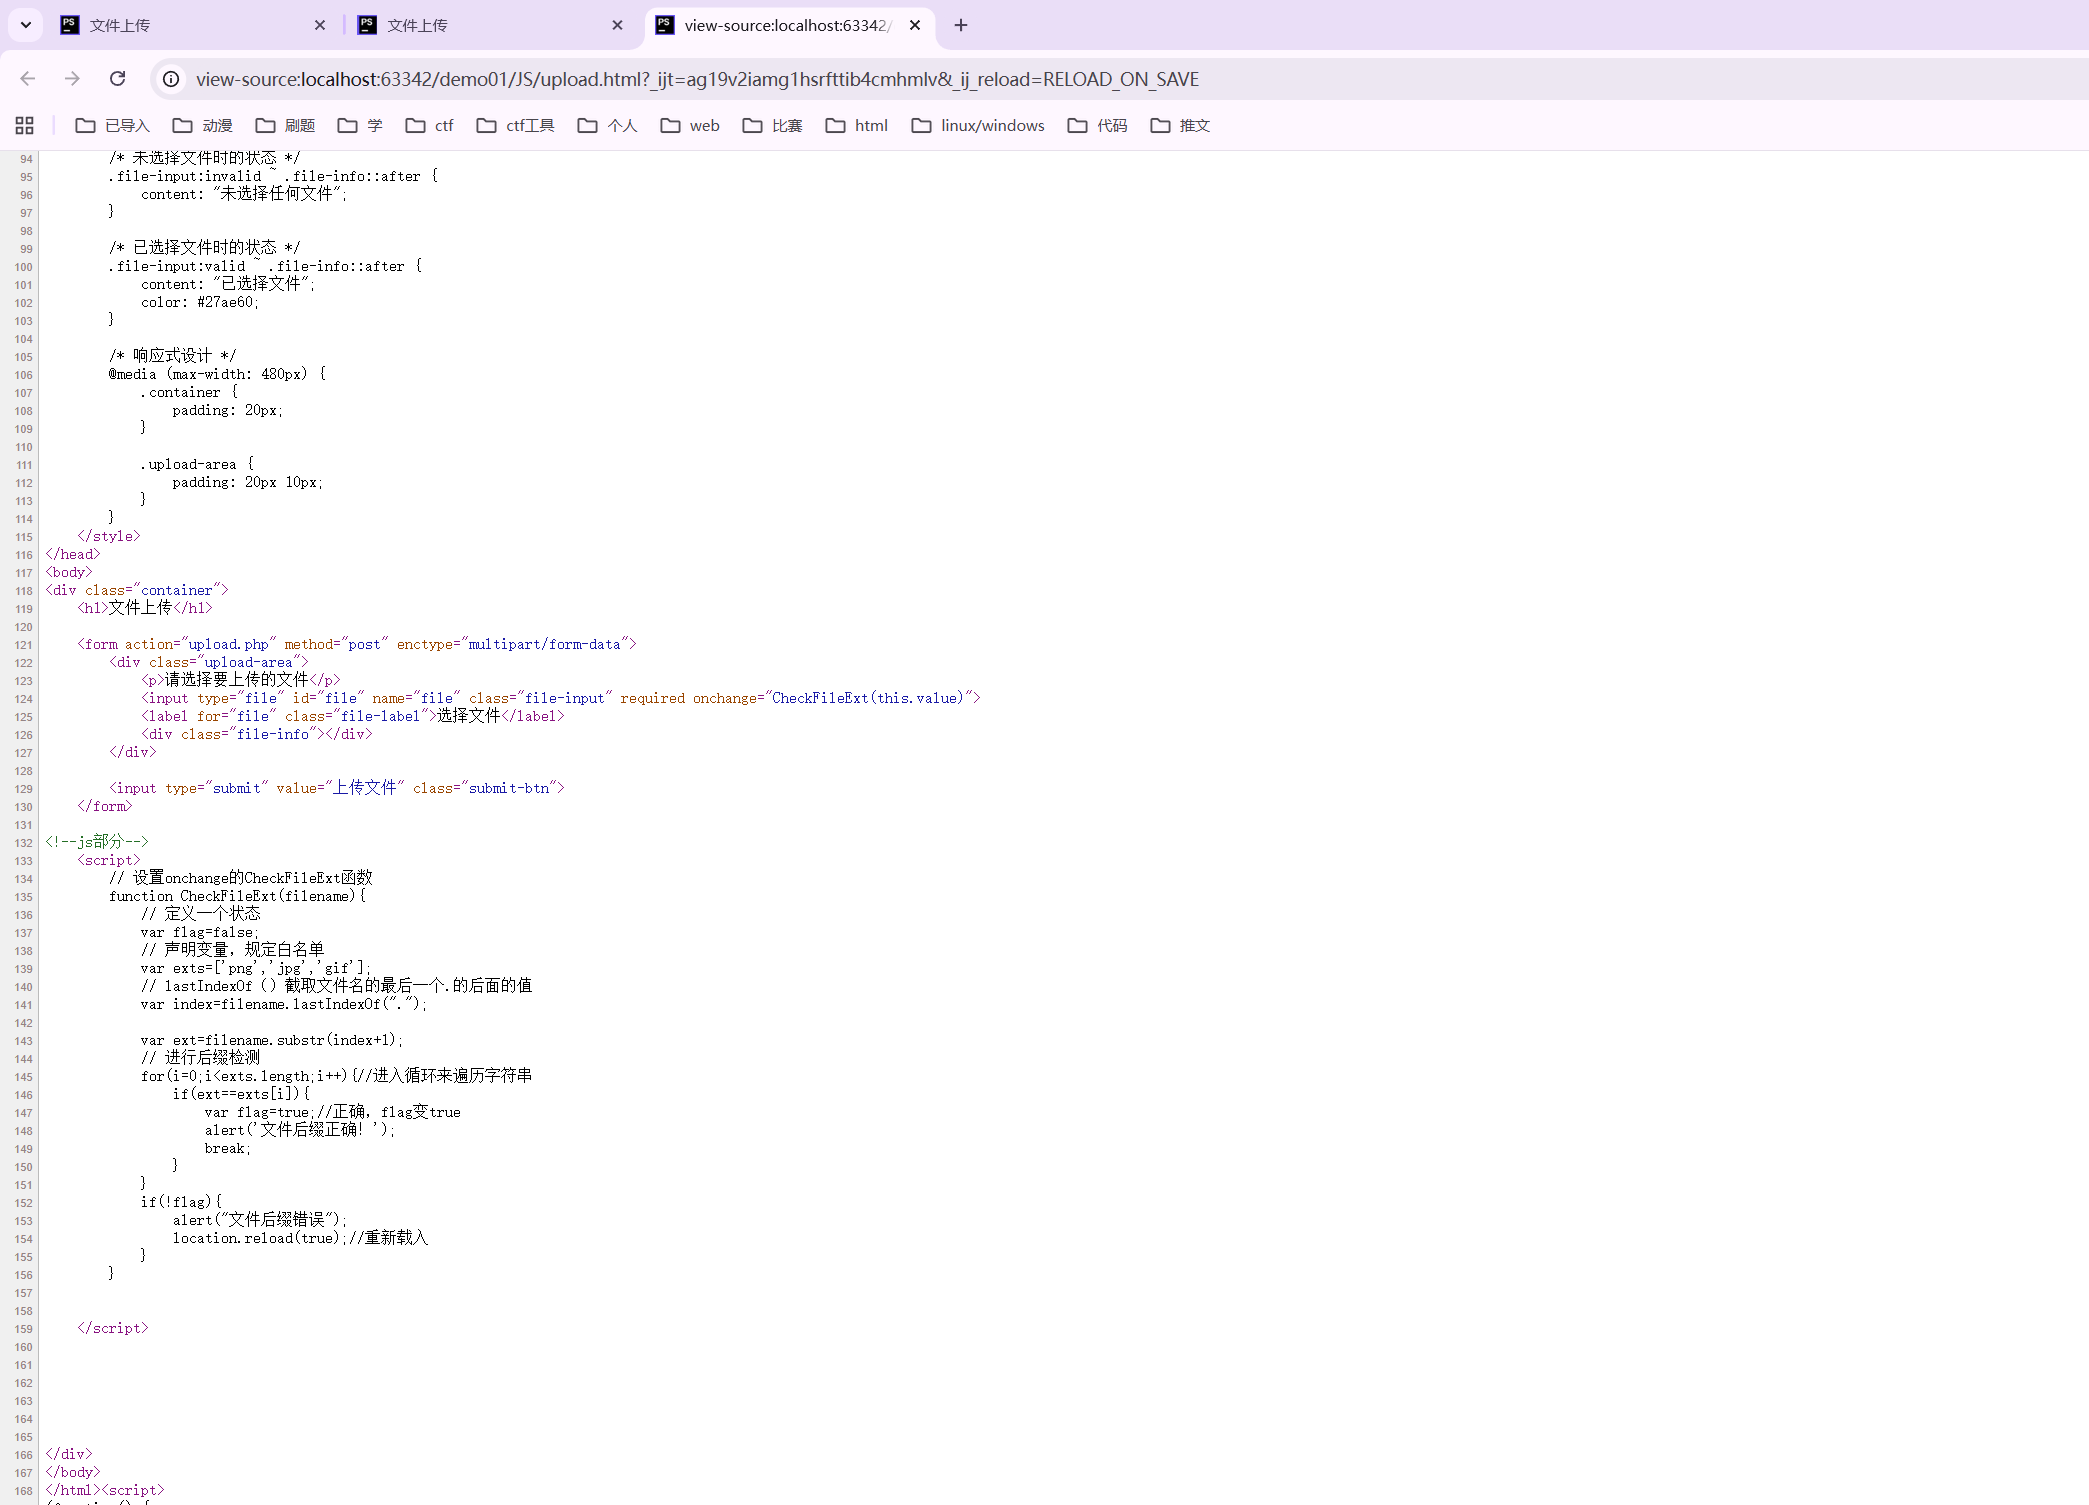 文件上传
文件上传
view-source:localhost:63342/
view-source:localhost:63342/demo01/JS/upload.html?_ijt=ag19v2iamg1hsrfttib4cmhmlv&_ij_reload=RELOAD_ON_SAVE
已导入 动漫 刷题 学 ctf ctf工具 个人 web 比赛 html linux/windows 代码 推文
94 /* 未选择文件时的状态 */
95 .file-input:invalid ~ .file-info::after {
96 content: "未选择任何文件";
97 }
98
99 /* 已选择文件时的状态 */
100 .file-input:valid ~ .file-info::after {
101 content: "已选择文件";
102 color: #27ae60;
103 }
104
105 /* 响应式设计 */
106 @media (max-width: 480px) {
107 .container {
108 padding: 20px;
109 }
110
111 .upload-area {
112 padding: 20px 10px;
113 }
114 }
115 </style>
116 </head>
117 <body>
118 <div class="container">
119 <h1>文件上传</h1>
120
121 <form action="upload.php" method="post" enctype="multipart/form-data">
122 <div class="upload-area">
123 <p>请选择要上传的文件</p>
124 <input type="file" id="file" name="file" class="file-input" required onchange="CheckFileExt(this.value)">
125 <label for="file" class="file-label">选择文件</label>
126 <div class="file-info"></div>
127 </div>
128
129 <input type="submit" value="上传文件" class="submit-btn">
130 </form>
131
132 <!--js部分-->
133 <script>
134 // 设置onchange的CheckFileExt函数
135 function CheckFileExt(filename){
136 // 定义一个状态
137 var flag=false;
138 // 声明变量，规定白名单
139 var exts=['png','jpg','gif'];
140 // lastIndexOf（）截取文件名的最后一个.的后面的值
141 var index=filename.lastIndexOf(".");
142
143 var ext=filename.substr(index+1);
144 // 进行后缀检测
145 for(i=0;i<exts.length;i++){//进入循环来遍历字符串
146 if(ext==exts[i]){
147 var flag=true;//正确，flag变true
148 alert('文件后缀正确！');
149 break;
150 }
151 }
152 if(!flag){
153 alert("文件后缀错误");
154 location.reload(true);//重新载入
155 }
156 }
157
158
159 </script>
160
161
162
163
164
165
166 </div>
167 </body>
168 </html><script>